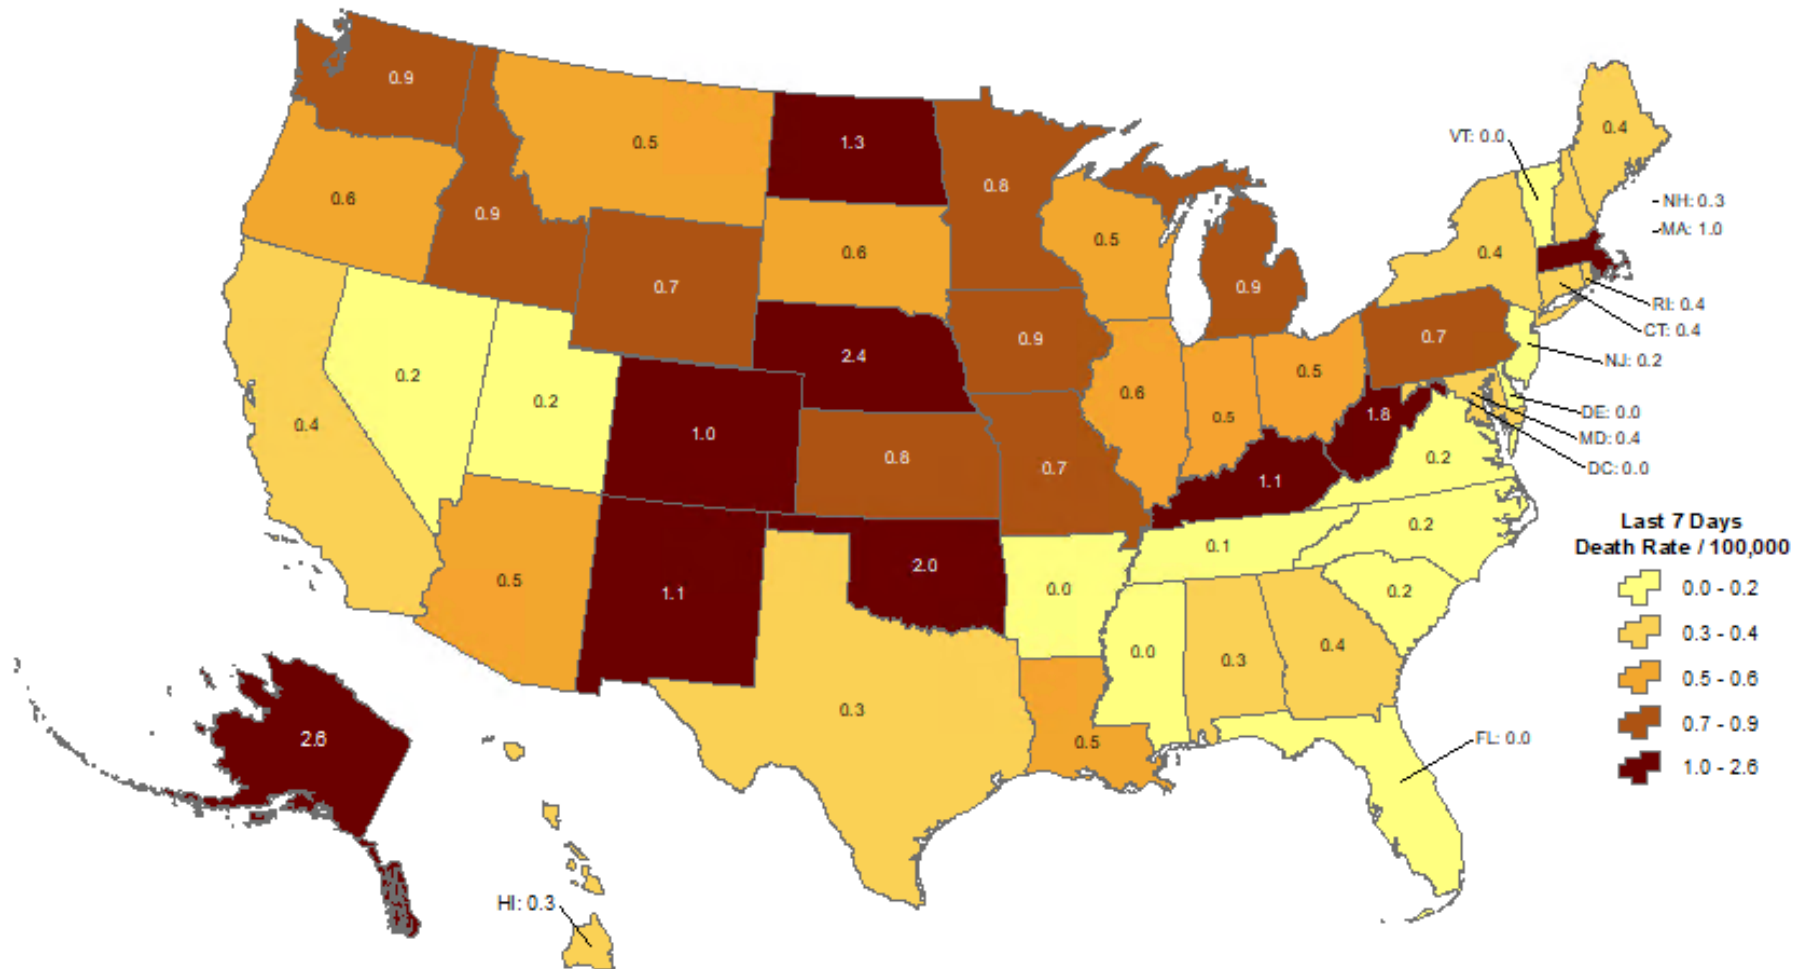 0.9
0.5
1.3
0.8
0.4
VT: 0.0
0.6
0.9
NH: 0.3
MA: 1.0
0.6
0.5
0.4
0.7
0.9
RI: 0.4
CT: 0.4
0.9
0.7
NJ: 0.2
2.4
0.2
0.2
0.6
0.5
0.5
DE: 0.0
1.8
MD: 0.4
0.4
1.0
0.8
0.7
0.2
DC: 0.0
1.1
0.2
0.1
Last 7 Days
Death Rate / 100,000
0.0 - 0.2
0.3 - 0.4
0.5 - 0.6
0.7 - 0.9
1.0 - 2.6
0.5
1.1
2.0
0.0
0.2
0.0
0.3
0.4
0.3
0.5
FL: 0.0
2.6
HI: 0.3